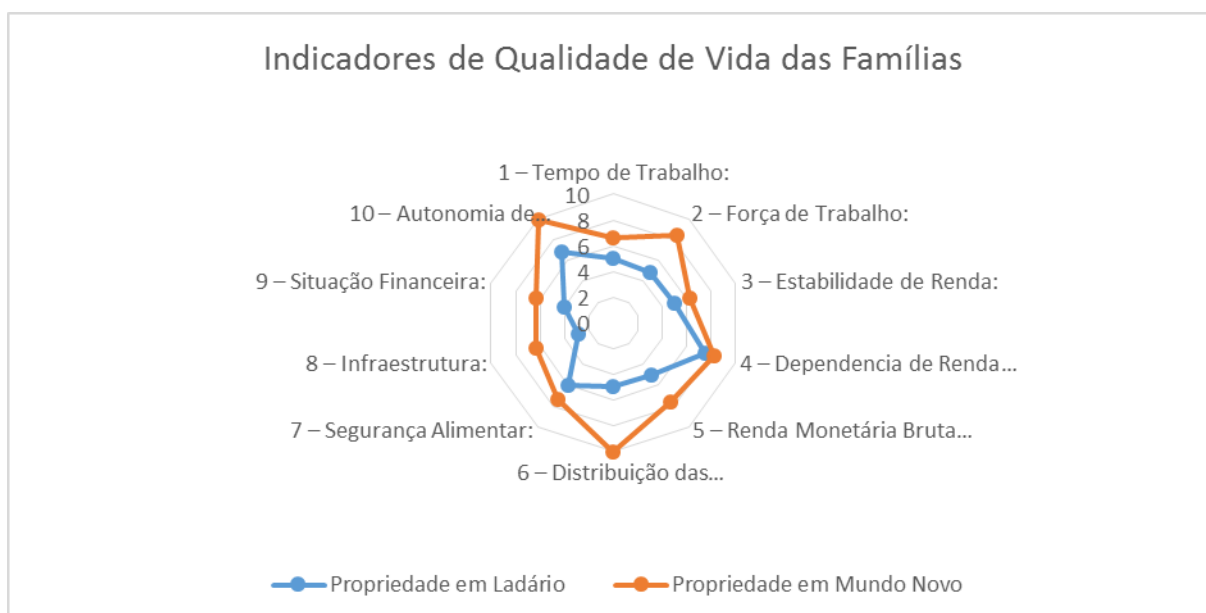 Indicadores de Qualidade de Vida das Famílias
1 – Tempo de Trabalho:
2 – Força de Trabalho:
3 – Estabilidade de Renda:
4 – Dependencia de Renda...
5 – Renda Monetária Bruta...
6 – Distribuição das...
7 – Segurança Alimentar:
8 – Infraestrutura:
9 – Situação Financeira:
10 – Autonomia de...
10
8
6
4
2
0
Propriedade em Ladário
Propriedade em Mundo Novo